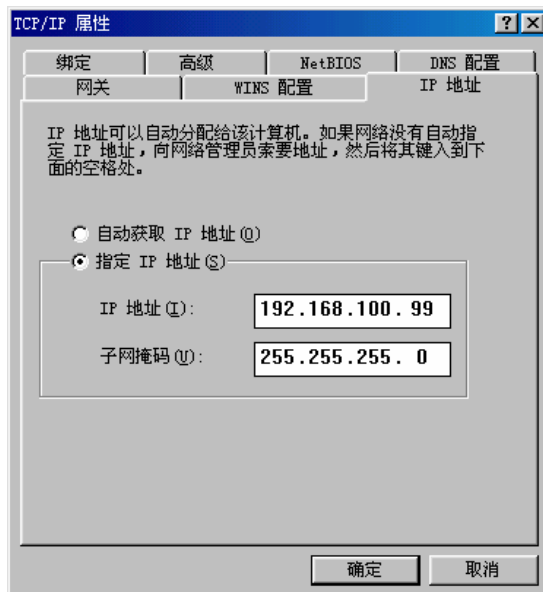 TCP/IP 属性
绑定 高级 NetBIOS DNS 配置
网关 WINS 配置 IP 地址
IP 地址可以自动分配给该计算机。如果网络没有自动指
定 IP 地址，向网络管理员索要地址，然后将其键入到下
面的空格处。
自动获取 IP 地址(O)
指定 IP 地址(S)
IP 地址(I): 192.168.100. 99
子网掩码(U): 255.255.255. 0
确定 取消